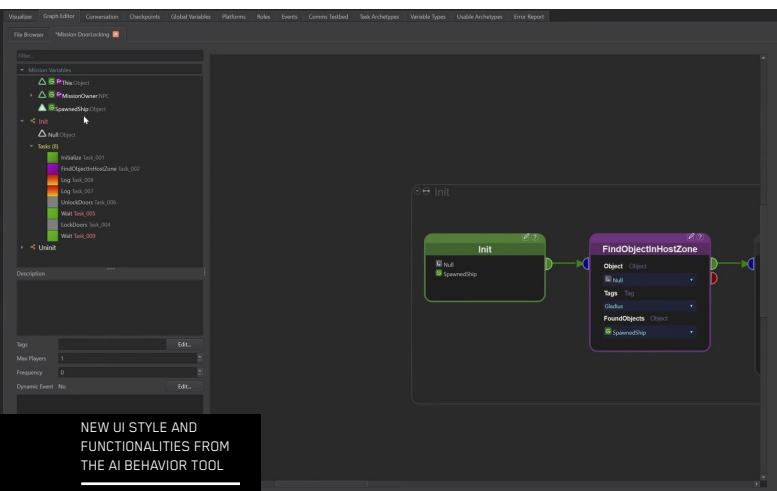 Visualizer Graph Editor Conversation Checkpoints Global Variables Platforms Roles Events Comms Testbed Task Archetypes Variable Types Usable Archetypes Error Report
File Browser *Mission DoorLocking
Filter...
Mission Variables
This:Object
MissionOwner:NPC
SpawnedShip:Object
Init
Null:Object
Tasks (8)
Initialize Task_001
FindObjectInHostZone Task_002
Log Task_008
Log Task_007
UnlockDoors Task_006
Wait Task_005
LockDoors Task_004
Wait Task_009
Uninit
Description
Tags Edit...
Max Players 1
Frequency 0
Dynamic Event No Edit...
Init
Init
Null
SpawnedShip
FindObjectInHostZone
Object Object
L Null
Tags Tag
Gladius
FoundObjects Object
G SpawnedShip
NEW UI STYLE AND
FUNCTIONALITIES FROM
THE AI BEHAVIOR TOOL